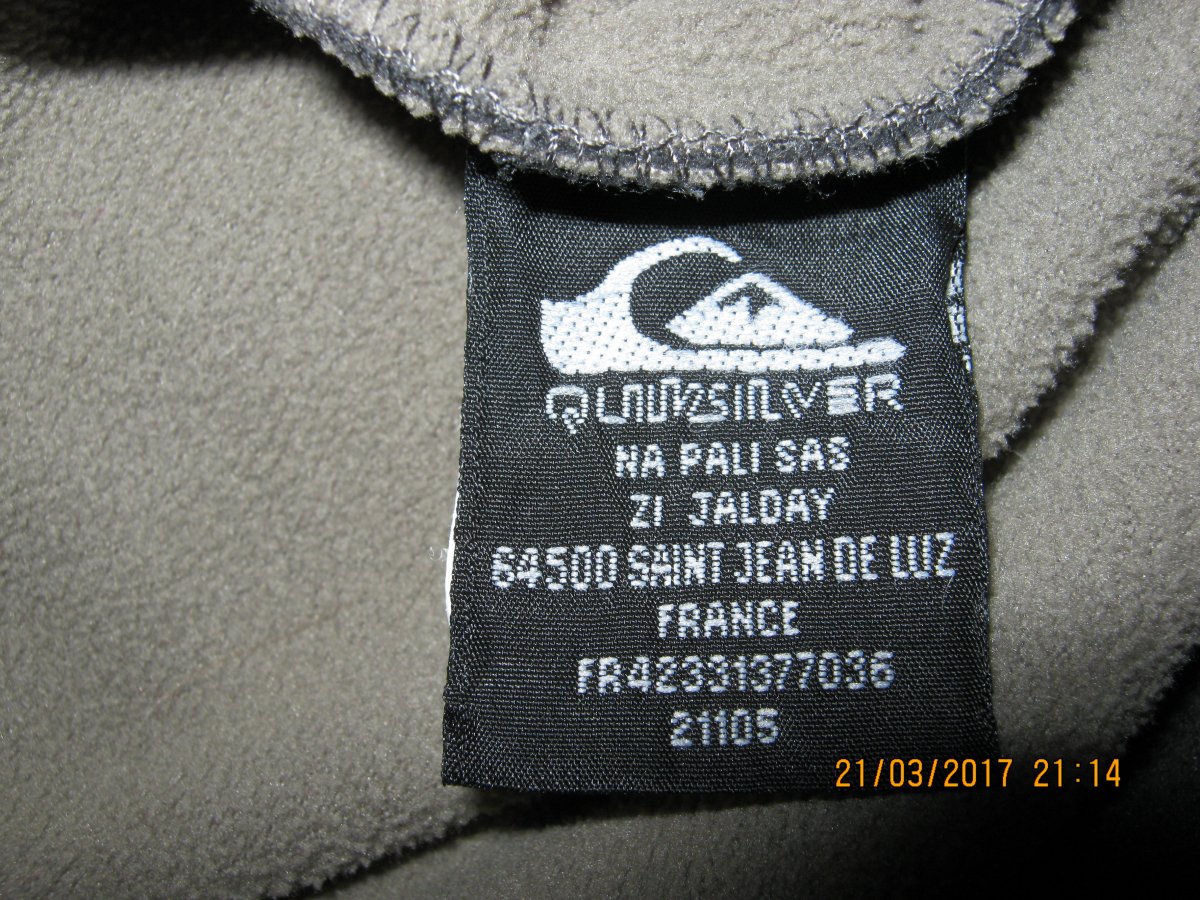 QUIKSILVER
NA PALI SAS
ZI JALDAY
64500 SAINT JEAN DE LUZ
FRANCE
FR42331377036
21105
21/03/2017 21:14